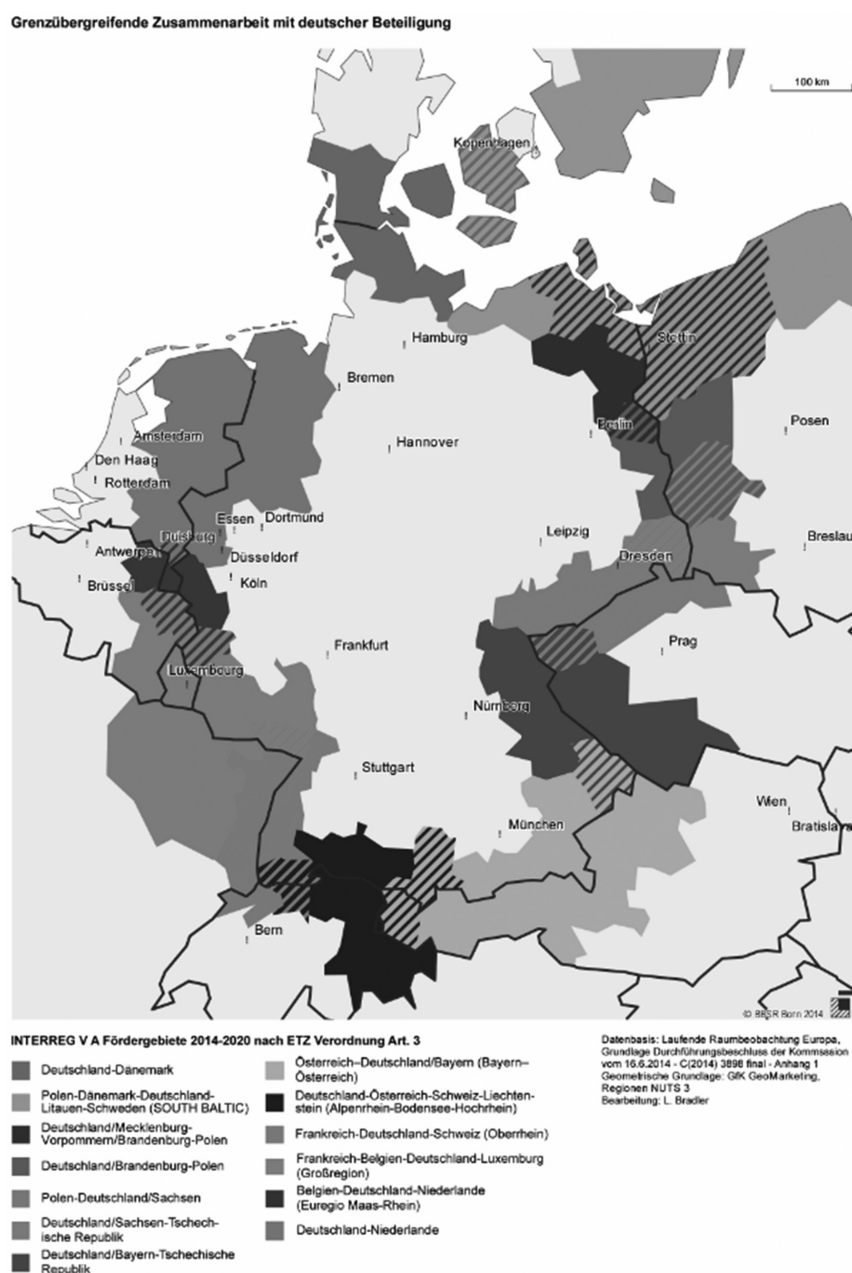 Grenzübergreifende Zusammenarbeit mit deutscher Beteiligung
100 km
Kopenhagen
Hamburg
Stettin
Bremen
Berlin
Posen
Amsterdam
Hannover
Den Haag
Rotterdam
Essen
Dortmund
Duisburg
Leipzig
Breslau
Antwerpen
Düsseldorf
Dresden
Brüssel
Köln
Frankfurt
Prag
Luxembourg
Nürnberg
Stuttgart
Wien
München
Bratislava
Bern
© BBSR Bonn 2014
INTERREG V A Fördergebiete 2014-2020 nach ETZ Verordnung Art. 3
Deutschland-Dänemark
Polen-Dänemark-Deutschland-
Litauen-Schweden (SOUTH BALTIC)
Deutschland/Mecklenburg-
Vorpommern/Brandenburg-Polen
Deutschland/Brandenburg-Polen
Polen-Deutschland/Sachsen
Deutschland/Sachsen-Tschech-
ische Republik
Deutschland/Bayern-Tschechische
Republik
Österreich–Deutschland/Bayern (Bayern–
Österreich)
Deutschland-Österreich-Schweiz-Liechten-
stein (Alpenrhein-Bodensee-Hochrhein)
Frankreich-Deutschland-Schweiz (Oberrhein)
Frankreich-Belgien-Deutschland-Luxemburg
(Großregion)
Belgien-Deutschland-Niederlande
(Euregio Maas-Rhein)
Deutschland-Niederlande
Datenbasis: Laufende Raumbeobachtung Europa,
Grundlage Durchführungsbeschluss der Kommssion
vom 16.6.2014 - C(2014) 3898 final - Anhang 1
Geometrische Grundlage: GfK GeoMarketing,
Regionen NUTS 3
Bearbeitung: L. Bradler